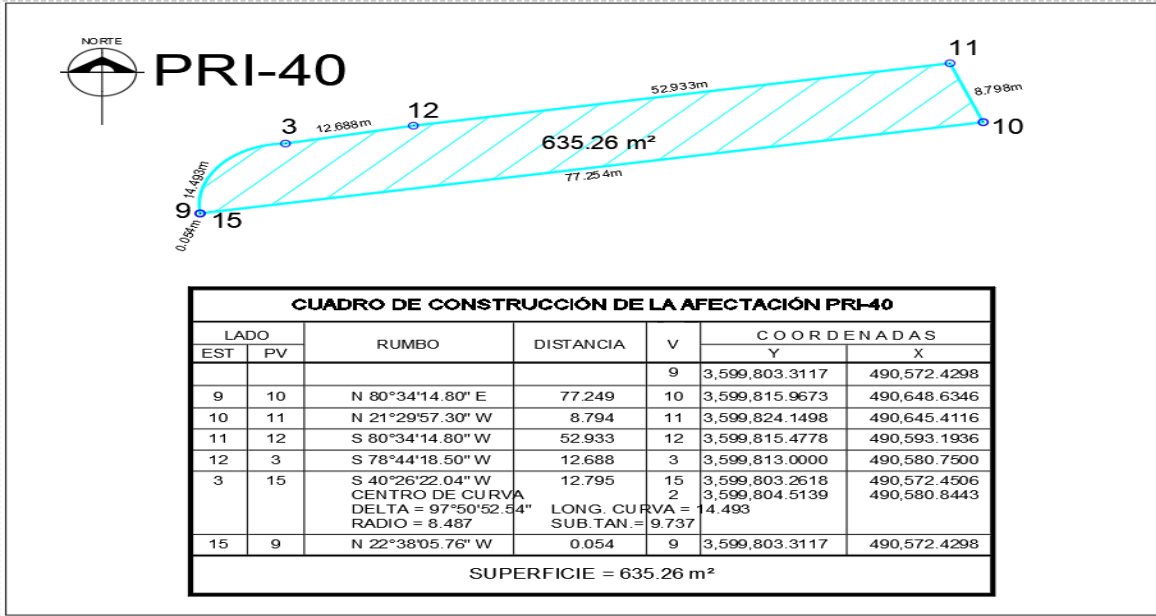 NORTE
PRI-40
11
52.933m
8.798m
12
10
3
12.688m
635.26 m²
77.254m
14.493m
9 15
0.054m
CUADRO DE CONSTRUCCIÓN DE LA AFECTACIÓN PRI-40
LADO RUMBO DISTANCIA V COORDENADAS
EST PV Y X
9 3,599,803.3117 490,572.4298
9 10 N 80°34'14.80" E 77.249 10 3,599,815.9673 490,648.6346
10 11 N 21°29'57.30" W 8.794 11 3,599,824.1498 490,645.4116
11 12 S 80°34'14.80" W 52.933 12 3,599,815.4778 490,593.1936
12 3 S 78°44'18.50" W 12.688 3 3,599,813.0000 490,580.7500
3 15 S 40°26'22.04" W 12.795 15 3,599,803.2618 490,572.4506
CENTRO DE CURVA 2 3,599,804.5139 490,580.8443
DELTA = 97°50'52.54" LONG. CURVA = 14.493
RADIO = 8.487 SUB.TAN.= 9.737
15 9 N 22°38'05.76" W 0.054 9 3,599,803.3117 490,572.4298
SUPERFICIE = 635.26 m²